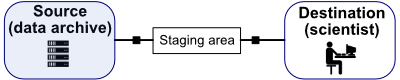 Source
(data archive)
Staging area
Destination
(scientist)